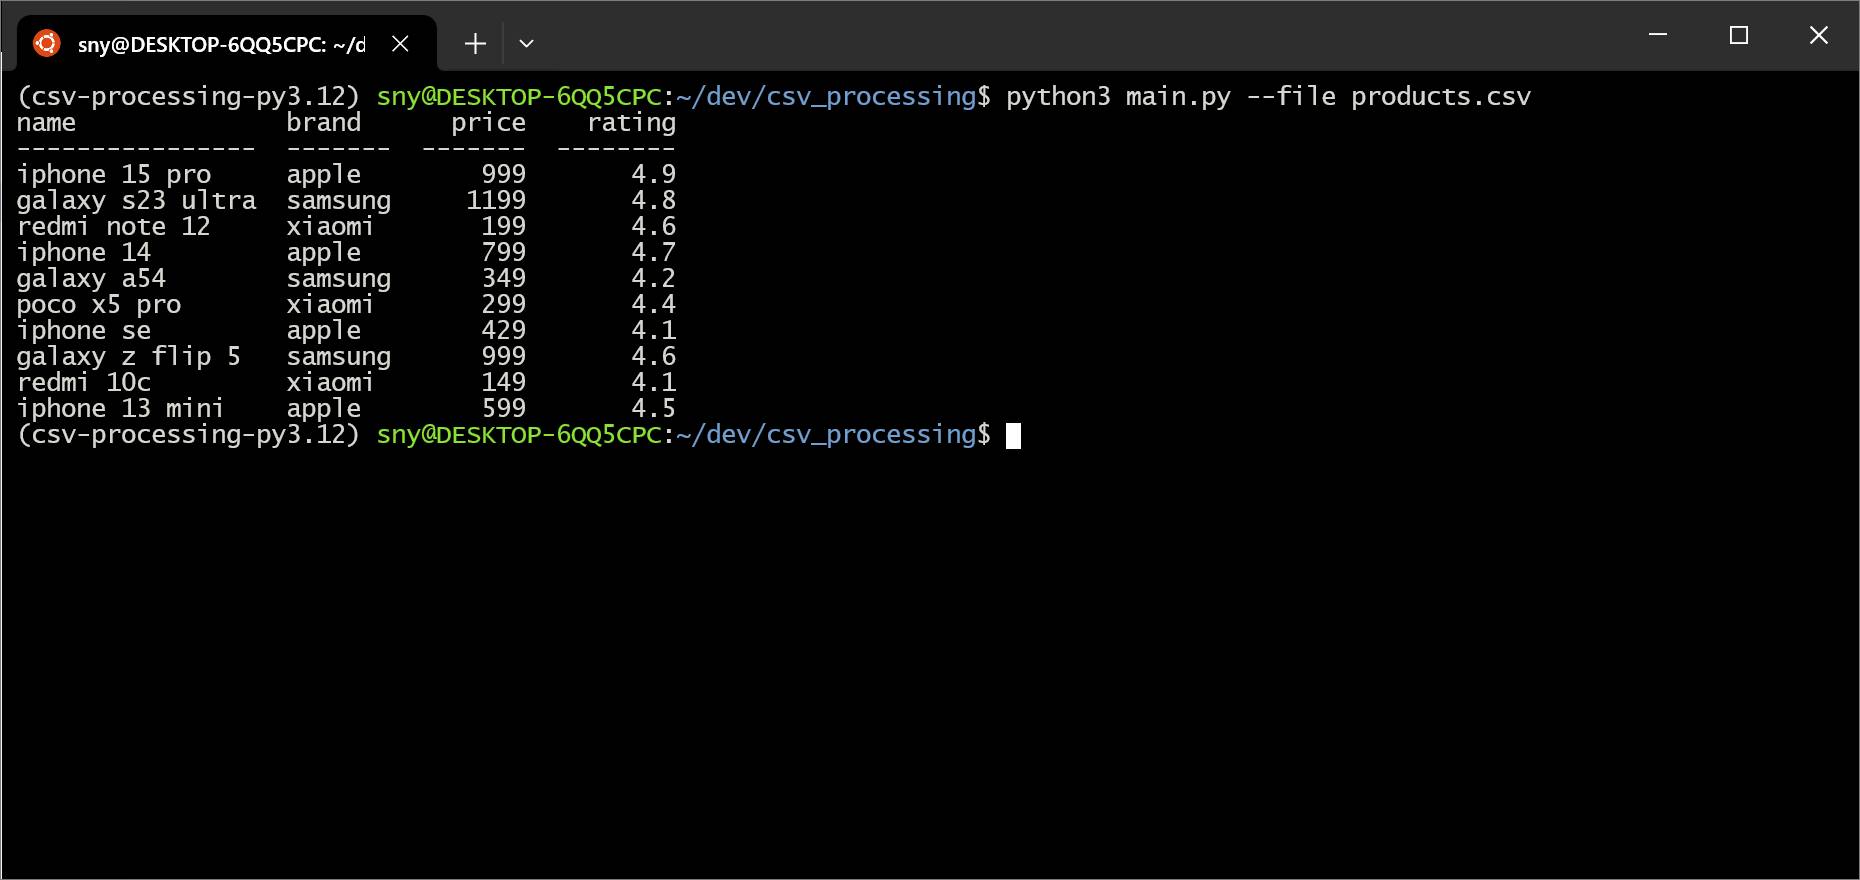 sny@DESKTOP-6QQ5CPC: ~/d
(csv-processing-py3.12) sny@DESKTOP-6QQ5CPC:~/dev/csv_processing$ python3 main.py --file products.csv
name              brand      price    rating
----------------  -------  -------  --------
iphone 15 pro     apple        999       4.9
galaxy s23 ultra  samsung     1199       4.8
redmi note 12     xiaomi       199       4.6
iphone 14         apple        799       4.7
galaxy a54        samsung      349       4.2
poco x5 pro       xiaomi       299       4.4
iphone se         apple        429       4.1
galaxy z flip 5   samsung      999       4.6
redmi 10c         xiaomi       149       4.1
iphone 13 mini    apple        599       4.5
(csv-processing-py3.12) sny@DESKTOP-6QQ5CPC:~/dev/csv_processing$